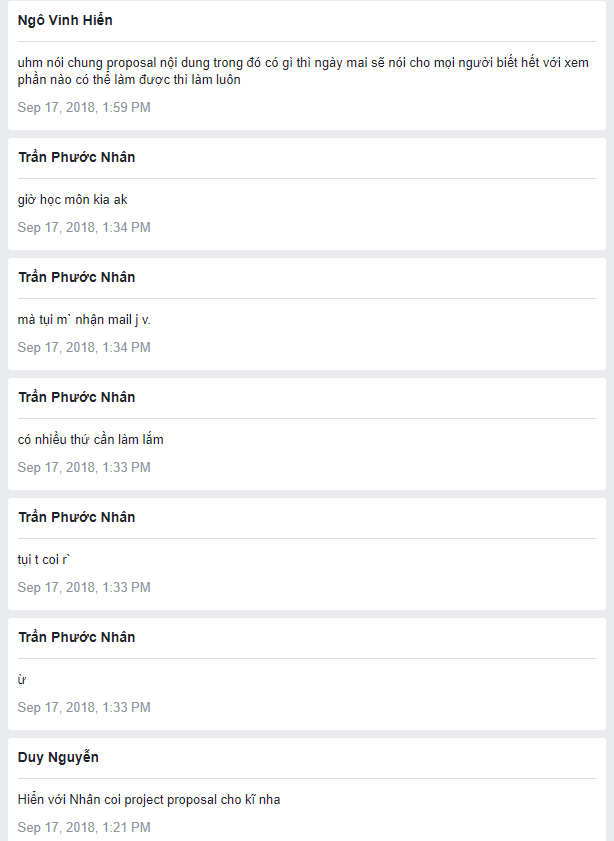 Ngô Vinh Hiển
uhm nói chung proposal nội dung trong đó có gì thì ngày mai sẽ nói cho mọi người biết hết với xem
phần nào có thể làm được thì làm luôn
Sep 17, 2018, 1:59 PM
Trần Phước Nhân
giờ học môn kia ak
Sep 17, 2018, 1:34 PM
Trần Phước Nhân
mà tụi m` nhận mail j v.
Sep 17, 2018, 1:34 PM
Trần Phước Nhân
có nhiều thứ cần làm lắm
Sep 17, 2018, 1:33 PM
Trần Phước Nhân
tụi t coi r`
Sep 17, 2018, 1:33 PM
Trần Phước Nhân
ừ
Sep 17, 2018, 1:33 PM
Duy Nguyễn
Hiển với Nhân coi project proposal cho kĩ nha
Sep 17, 2018, 1:21 PM